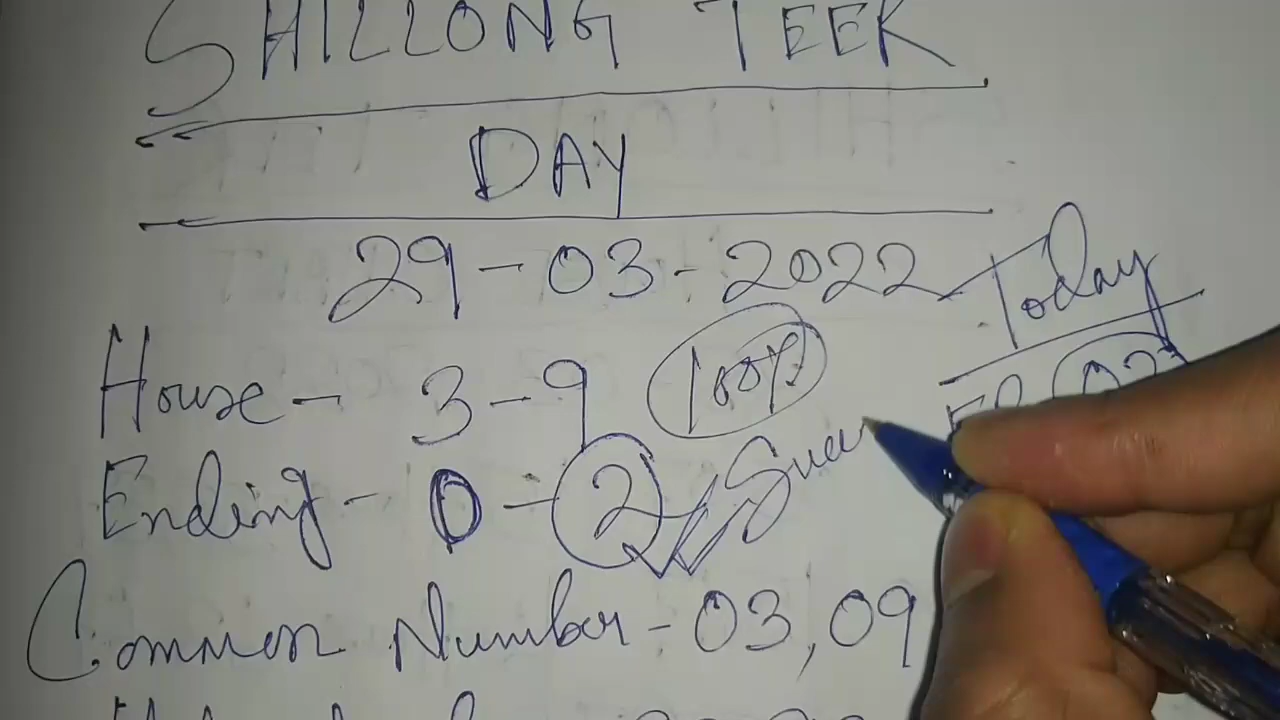 SHILLONG TEER
DAY
29-03-2022
Today
House - 3-9 100%
Ending - 0-2
Common Number - 03, 09